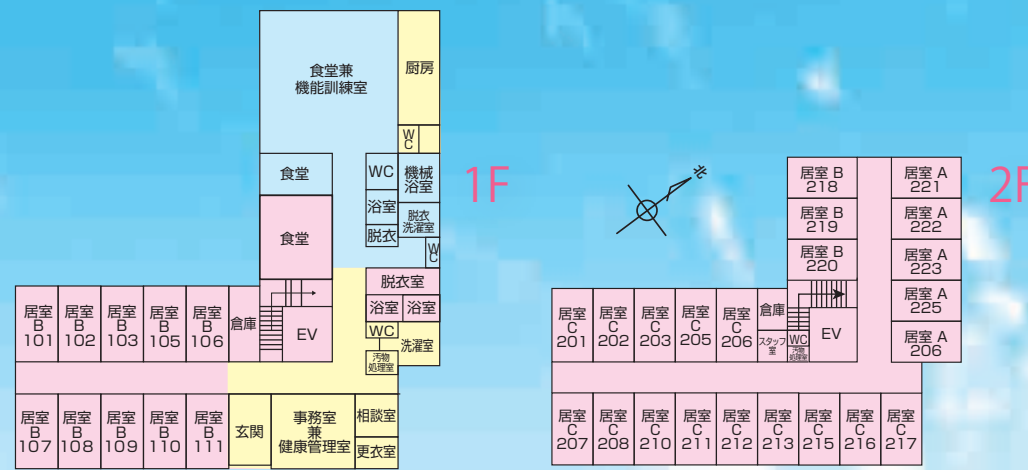 食堂兼
機能訓練室
厨房
WC
食堂
WC
機械
浴室
浴室
脱衣
洗濯室
脱衣
WC
食堂
脱衣室
浴室
浴室
WC
洗濯室
汚物
処理室
居室
B
101
居室
B
102
居室
B
103
居室
B
105
居室
B
106
倉庫
EV
居室
B
107
居室
B
108
居室
B
109
居室
B
110
居室
B
111
玄関
事務室
兼
健康管理室
相談室
更衣室
1F
北
2F
居室 B
218
居室 B
219
居室 B
220
居室 A
221
居室 A
222
居室 A
223
居室 A
225
居室 A
206
居室
C
201
居室
C
202
居室
C
203
居室
C
205
居室
C
206
倉庫
スタッフ
室
WC
汚物
処理室
EV
居室
C
207
居室
C
208
居室
C
210
居室
C
211
居室
C
212
居室
C
213
居室
C
215
居室
C
216
居室
C
217